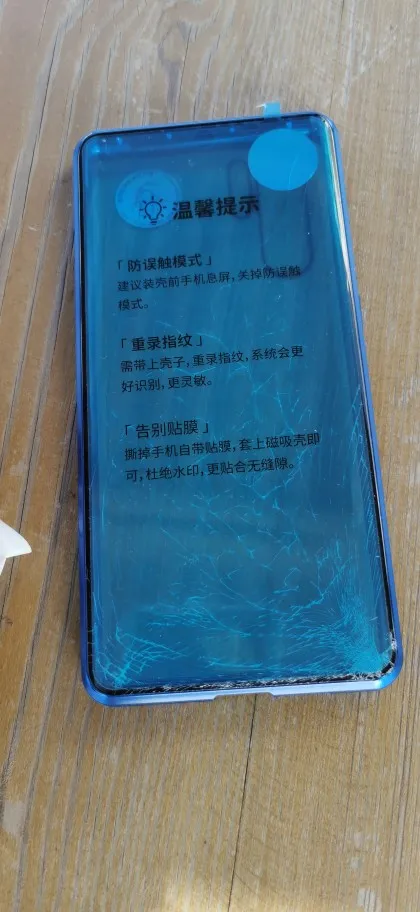 温馨提示
「防误触模式」
建议装壳前手机息屏,关掉防误触
模式。
「重录指纹」
需带上壳子,重录指纹,系统会更
好识别,更灵敏。
「告别贴膜」
撕掉手机自带贴膜,套上磁吸壳即
可,杜绝水印,更贴合无缝隙。